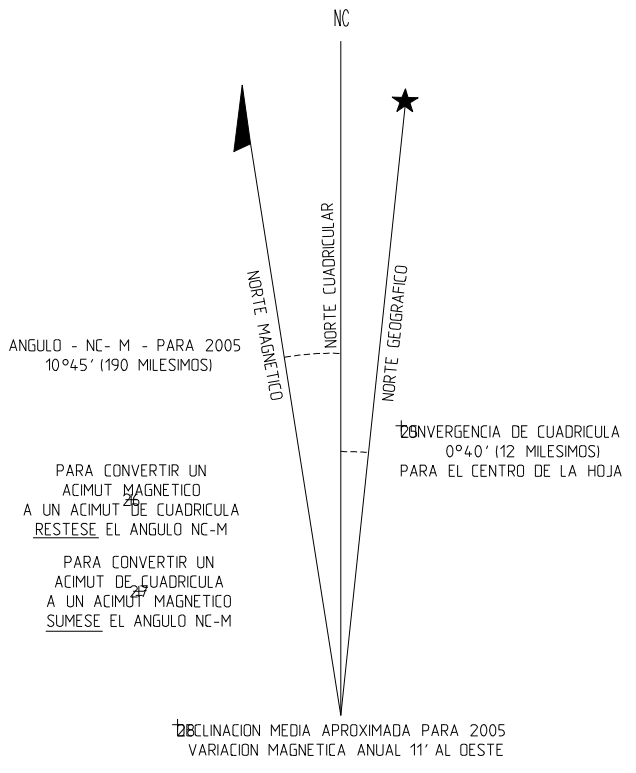 NC
NORTE CUADRICULAR
NORTE MAGNETICO
NORTE GEOGRAFICO
ANGULO - NC- M - PARA 2005
10°45' (190 MILESIMOS)
CONVERGENCIA DE CUADRICULA
0°40' (12 MILESIMOS)
PARA EL CENTRO DE LA HOJA
PARA CONVERTIR UN
ACIMUT MAGNETICO
A UN ACIMUT DE CUADRICULA
RESTESE EL ANGULO NC-M
PARA CONVERTIR UN
ACIMUT DE CUADRICULA
A UN ACIMUT MAGNETICO
SUMESE EL ANGULO NC-M
DECLINACION MEDIA APROXIMADA PARA 2005
VARIACION MAGNETICA ANUAL 11' AL OESTE